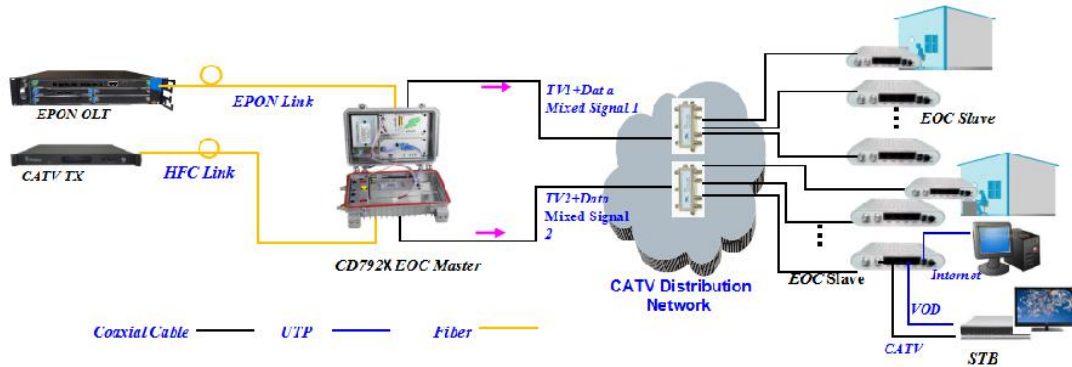 EPON OLT
EPON Link
CATV TX
HFC Link
CD792X EOC Master
TV1+Data
Mixed Signal 1
TV2+Data
Mixed Signal
2
CATV Distribution
Network
EOC Slave
EOC Slave
Internet
VOD
CATV
STB
Coaxial Cable
UTP
Fiber